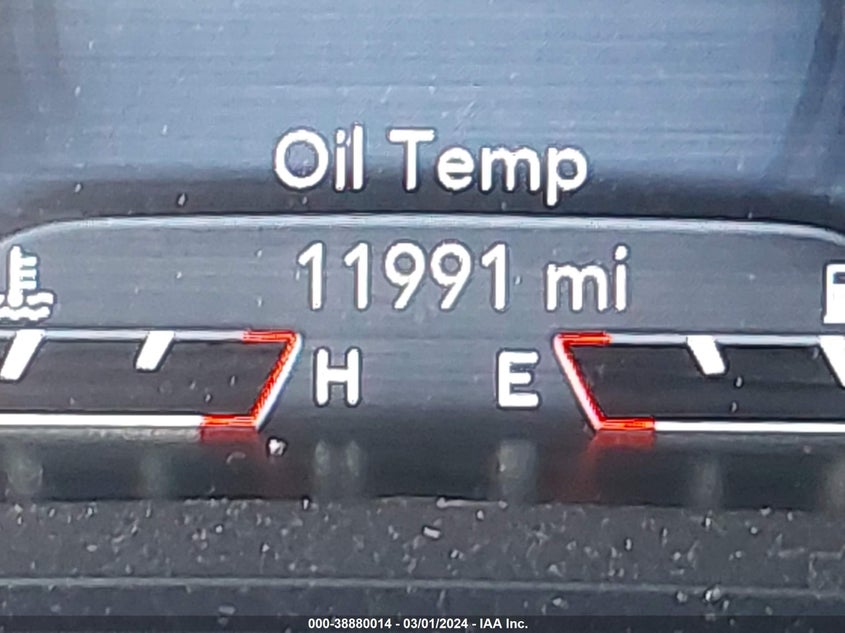 Oil Temp
11991 mi
H E
000-38880014 - 03/01/2024 - IAA Inc.